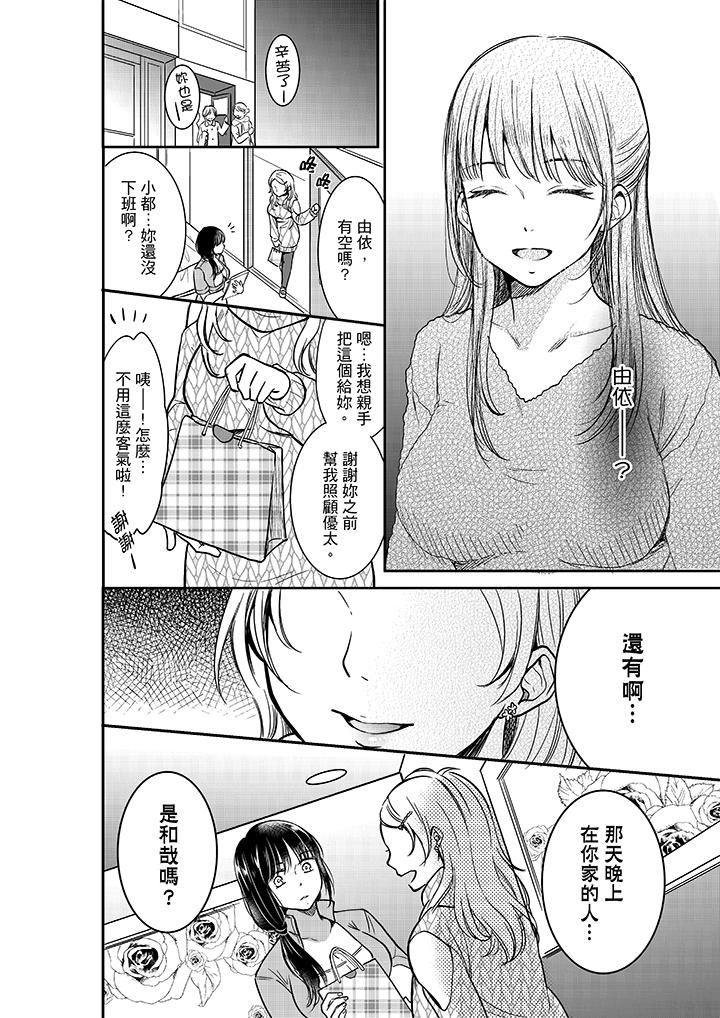 由依——？
辛苦了—
妳也是—
咚
咚
由依，
有空嗎？
小都…妳還沒
下班啊？
嗯…我想親手
把這個給妳。
謝謝妳之前
幫我照顧優太。
咦——！怎麼…
不用這麼客氣啦！
謝謝—
還有啊…
那天晚上
在你家的人…
是和哉嗎？